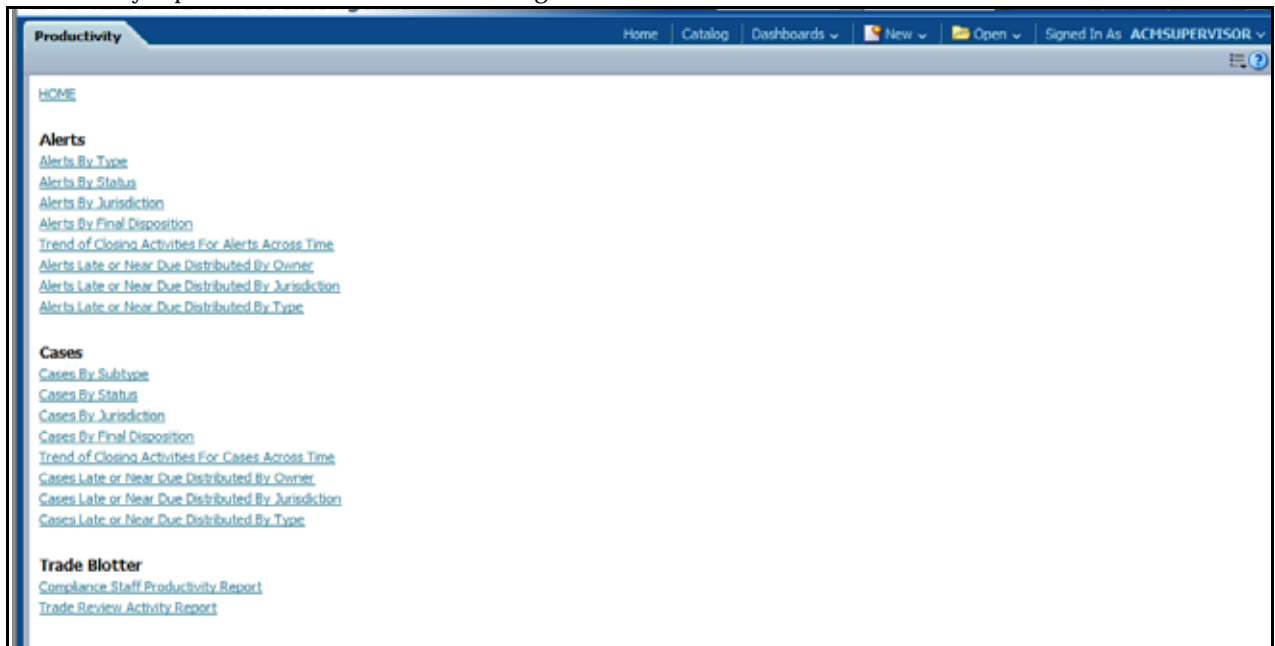 Productivity
Home Catalog Dashboards New Open Signed In As ACMSUPERVISOR
HOME
Alerts
Alerts By Type
Alerts By Status
Alerts By Jurisdiction
Alerts By Final Disposition
Trend of Closing Activities For Alerts Across Time
Alerts Late or Near Due Distributed By Owner
Alerts Late or Near Due Distributed By Jurisdiction
Alerts Late or Near Due Distributed By Type
Cases
Cases By Subtype
Cases By Status
Cases By Jurisdiction
Cases By Final Disposition
Trend of Closing Activities For Cases Across Time
Cases Late or Near Due Distributed By Owner
Cases Late or Near Due Distributed By Jurisdiction
Cases Late or Near Due Distributed By Type
Trade Blotter
Compliance Staff Productivity Report
Trade Review Activity Report